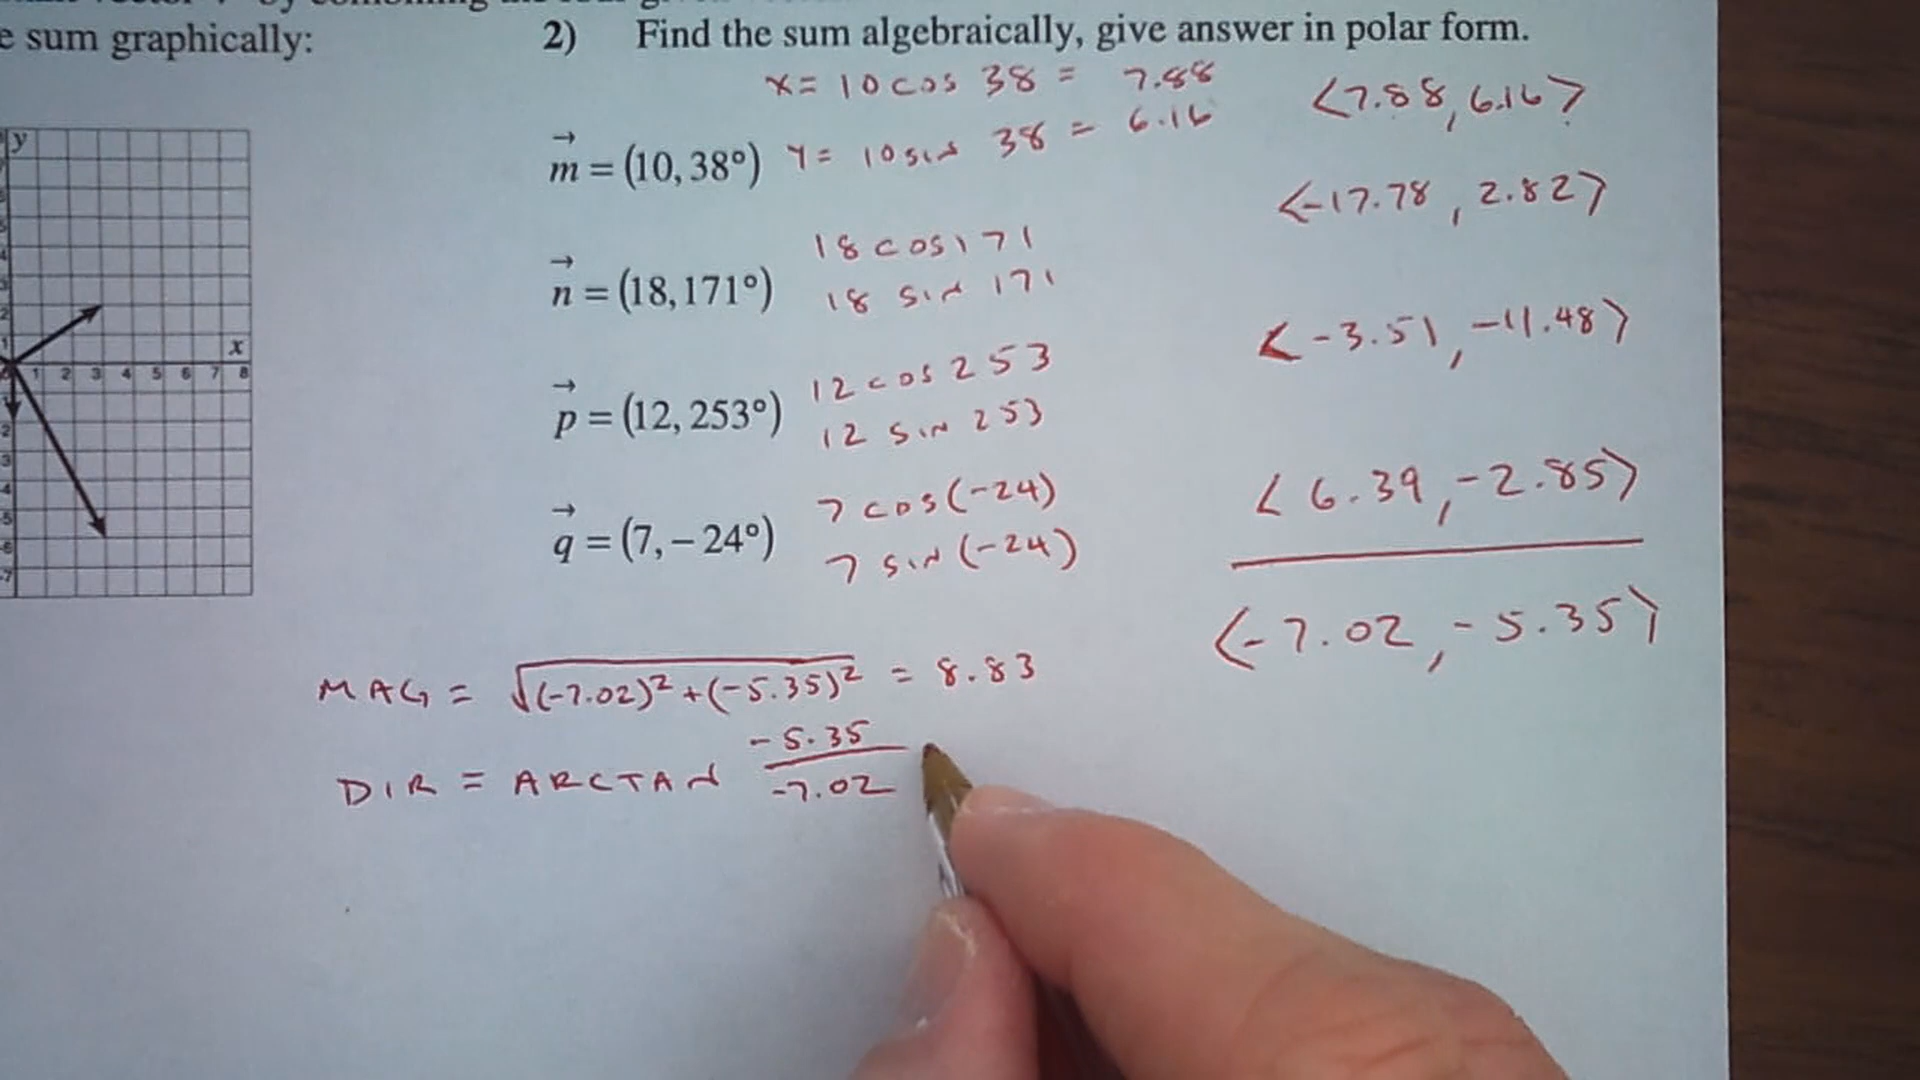 e sum graphically:
2) Find the sum algebraically, give answer in polar form.
x = 10 cos 38 = 7.88 <7.88, 6.16>
m = (10, 38°) Y = 10 sin 38 = 6.16
<-17.78, 2.82>
18 cos 171
n = (18, 171°) 18 sin 171
<-3.51, -11.48>
12 cos 253
p = (12, 253°) 12 sin 253
<6.39, -2.85>
7 cos(-24)
q = (7, – 24°) 7 sin(-24)
<-7.02, -5.35>
MAG = √(-7.02)² + (-5.35)² = 8.83
DIR = ARCTAN -5.35
-7.02
y
x
1 2 3 4 5 6 7 8